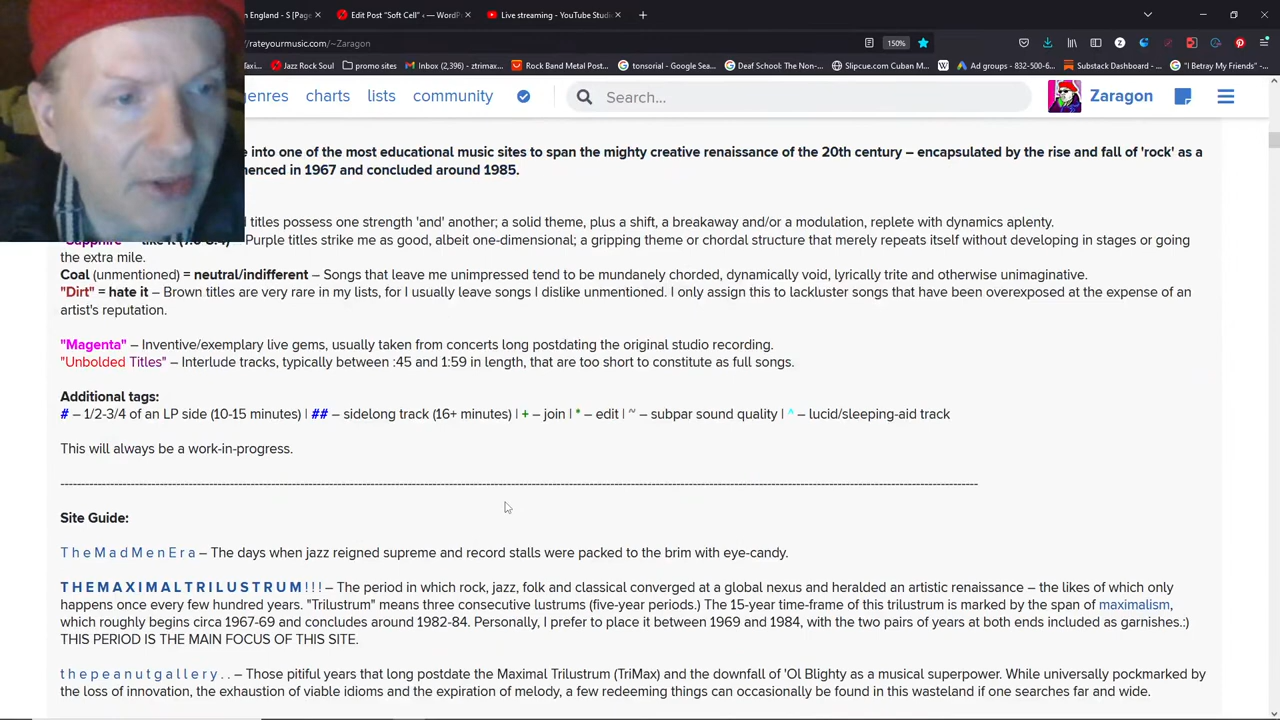 n England - S [Page
Edit Post "Soft Cell" ‹ — WordP
Live streaming - YouTube Studi
//rateyourmusic.com/~Zaragon
150%
axi...
Jazz Rock Soul
promo sites
Inbox (2,396) - ztrimax...
Rock Band Metal Post...
tonsorial - Google Sea...
Deaf School: The Non-...
Slipcue.com Cuban M...
Ad groups - 832-500-6...
Substack Dashboard -...
"I Betray My Friends" -...
enres charts lists community
Search...
Zaragon
e into one of the most educational music sites to span the mighty creative renaissance of the 20th century – encapsulated by the rise and fall of 'rock' as a
menced in 1967 and concluded around 1985.
d titles possess one strength 'and' another; a solid theme, plus a shift, a breakaway and/or a modulation, replete with dynamics aplenty.
Purple titles strike me as good, albeit one-dimensional; a gripping theme or chordal structure that merely repeats itself without developing in stages or going
the extra mile.
Coal (unmentioned) = neutral/indifferent – Songs that leave me unimpressed tend to be mundanely chorded, dynamically void, lyrically trite and otherwise unimaginative.
"Dirt" = hate it – Brown titles are very rare in my lists, for I usually leave songs I dislike unmentioned. I only assign this to lackluster songs that have been overexposed at the expense of an
artist's reputation.
"Magenta" – Inventive/exemplary live gems, usually taken from concerts long postdating the original studio recording.
"Unbolded Titles" – Interlude tracks, typically between :45 and 1:59 in length, that are too short to constitute as full songs.
Additional tags:
# – 1/2-3/4 of an LP side (10-15 minutes) | ## – sidelong track (16+ minutes) | + – join | * – edit | ~ – subpar sound quality | ^ – lucid/sleeping-aid track
This will always be a work-in-progress.
---------------------------------------------------------------------------------------------------------------------------------------------------------
Site Guide:
T h e M a d M e n E r a – The days when jazz reigned supreme and record stalls were packed to the brim with eye-candy.
T H E M A X I M A L T R I L U S T R U M ! ! ! – The period in which rock, jazz, folk and classical converged at a global nexus and heralded an artistic renaissance – the likes of which only
happens once every few hundred years. "Trilustrum" means three consecutive lustrums (five-year periods.) The 15-year time-frame of this trilustrum is marked by the span of maximalism,
which roughly begins circa 1967-69 and concludes around 1982-84. Personally, I prefer to place it between 1969 and 1984, with the two pairs of years at both ends included as garnishes.:)
THIS PERIOD IS THE MAIN FOCUS OF THIS SITE.
t h e p e a n u t g a l l e r y . . – Those pitiful years that long postdate the Maximal Trilustrum (TriMax) and the downfall of 'Ol Blighty as a musical superpower. While universally pockmarked by
the loss of innovation, the exhaustion of viable idioms and the expiration of melody, a few redeeming things can occasionally be found in this wasteland if one searches far and wide.